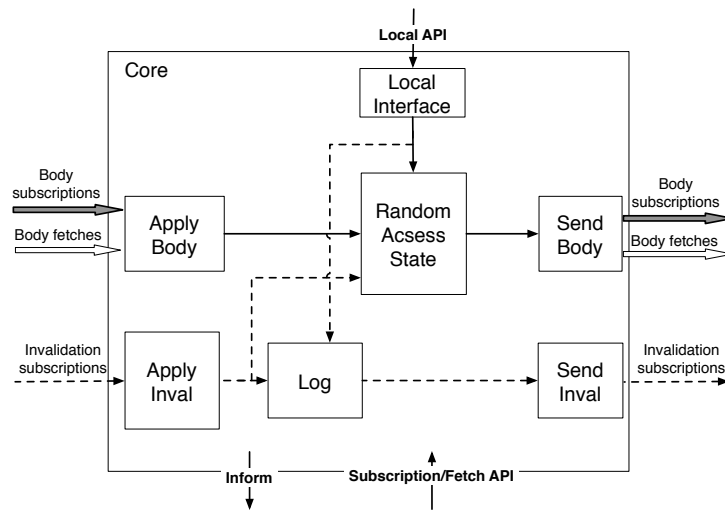 Local API
Core
Local
Interface
Body
subscriptions
Body fetches
Apply
Body
Random
Acsess
State
Send
Body
Body
subscriptions
Body fetches
Invalidation
subscriptions
Apply
Inval
Log
Send
Inval
Invalidation
subscriptions
Inform
Subscription/Fetch API